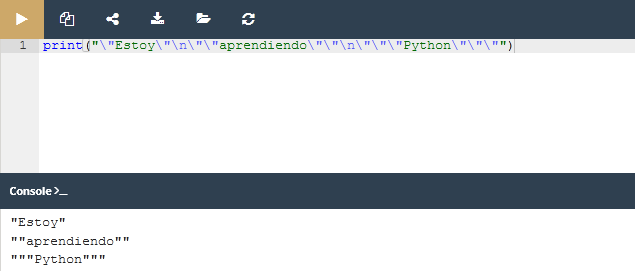 1 print("\"Estoy\"\n\"\"aprendiendo\"\"\n\"\"\"Python\"\"\"")
Console >_
"Estoy"
""aprendiendo""
"""Python"""